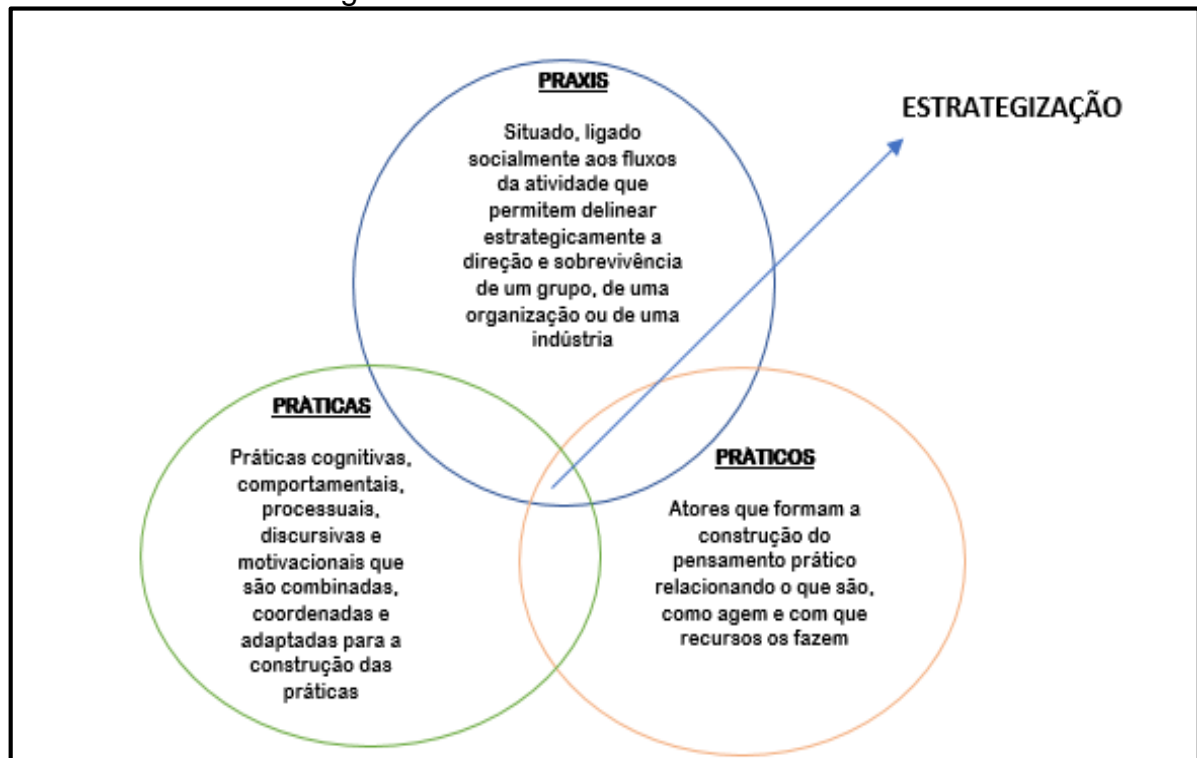 PRAXIS
Situado, ligado
socialmente aos fluxos
da atividade que
permitem delinear
estrategicamente a
direção e sobrevivência
de um grupo, de uma
organização ou de uma
indústria
ESTRATEGIZAÇÃO
PRÀTICAS
Práticas cognitivas,
comportamentais,
processuais,
discursivas e
motivacionais que
são combinadas,
coordenadas e
adaptadas para a
construção das
práticas
PRÀTICOS
Atores que formam a
construção do
pensamento prático
relacionando o que são,
como agem e com que
recursos os fazem